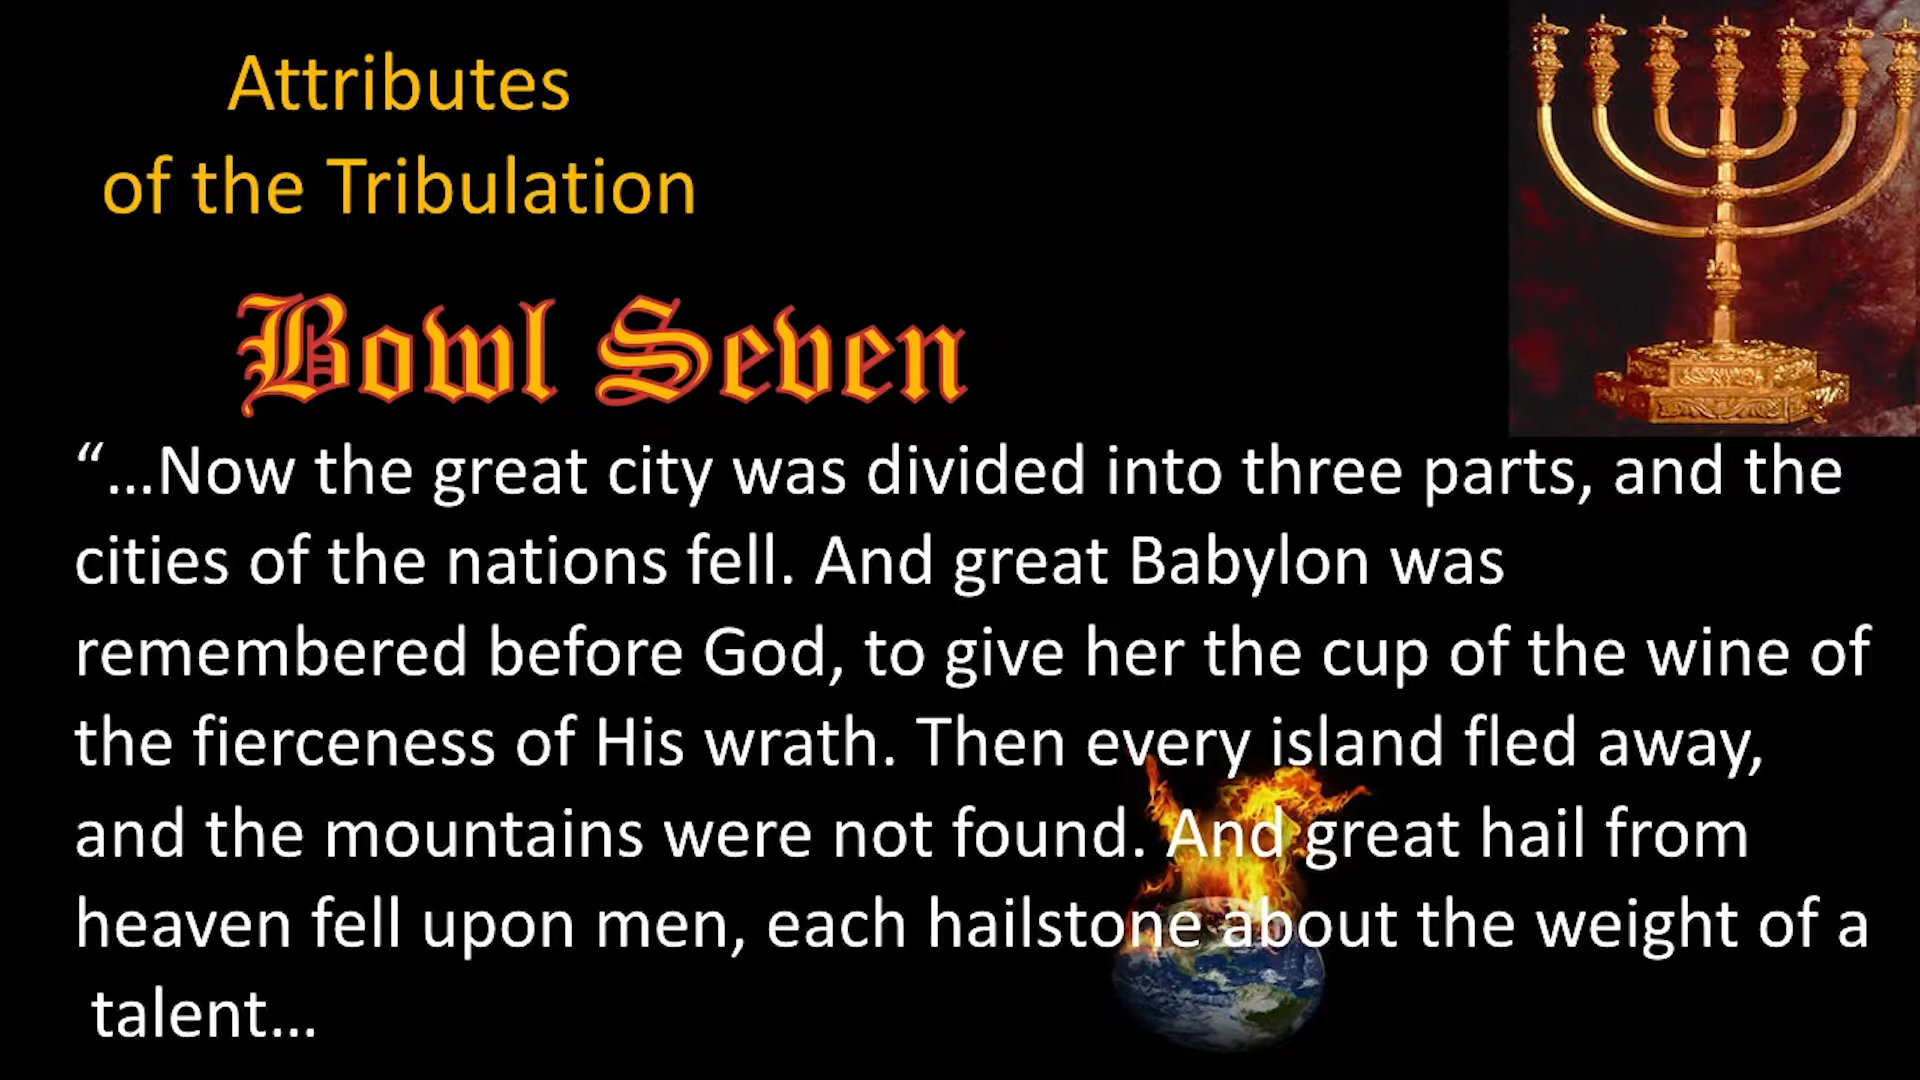 Attributes
of the Tribulation
Bowl Seven
“…Now the great city was divided into three parts, and the
cities of the nations fell. And great Babylon was
remembered before God, to give her the cup of the wine of
the fierceness of His wrath. Then every island fled away,
and the mountains were not found. And great hail from
heaven fell upon men, each hailstone about the weight of a
talent…